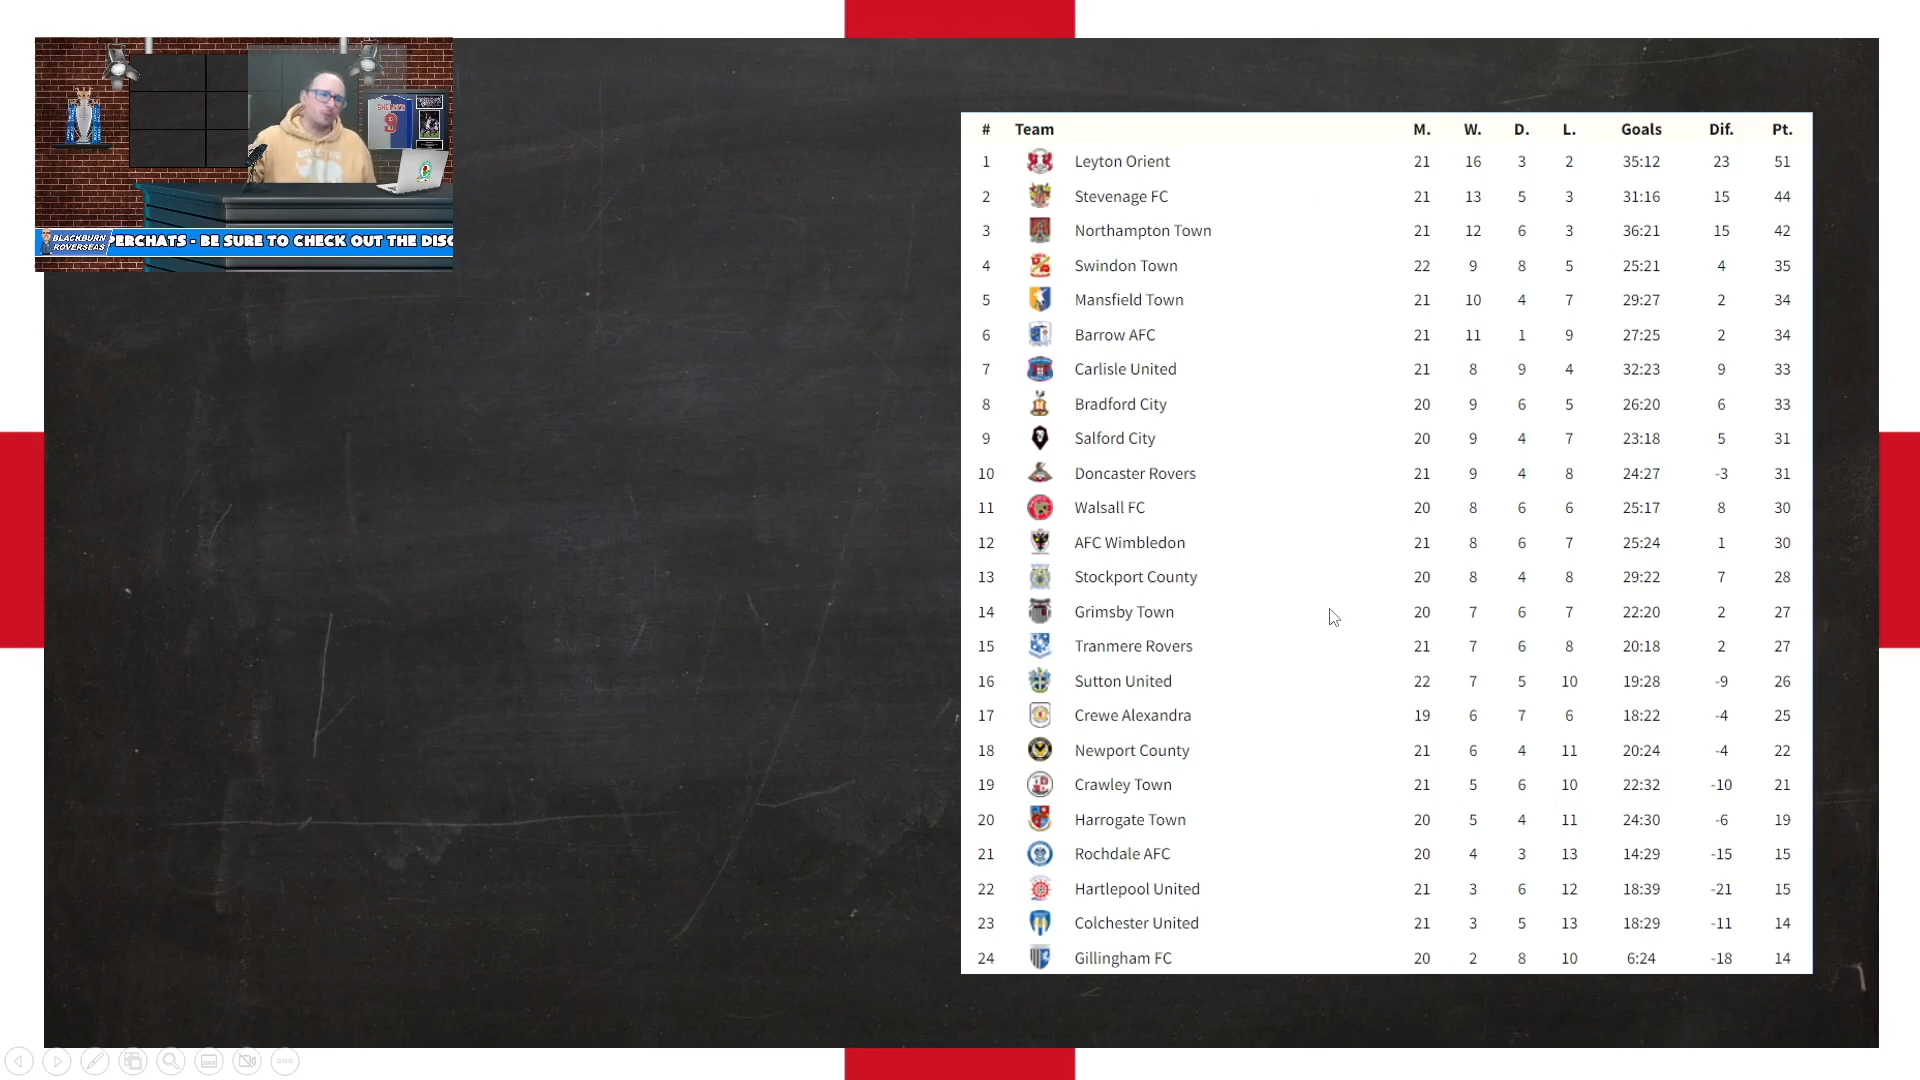 SHEARER
9
BLACKBURN
ROVERSEAS
PERCHATS - BE SURE TO CHECK OUT THE DISC
# Team M. W. D. L. Goals Dif. Pt.
1 Leyton Orient 21 16 3 2 35:12 23 51
2 Stevenage FC 21 13 5 3 31:16 15 44
3 Northampton Town 21 12 6 3 36:21 15 42
4 Swindon Town 22 9 8 5 25:21 4 35
5 Mansfield Town 21 10 4 7 29:27 2 34
6 Barrow AFC 21 11 1 9 27:25 2 34
7 Carlisle United 21 8 9 4 32:23 9 33
8 Bradford City 20 9 6 5 26:20 6 33
9 Salford City 20 9 4 7 23:18 5 31
10 Doncaster Rovers 21 9 4 8 24:27 -3 31
11 Walsall FC 20 8 6 6 25:17 8 30
12 AFC Wimbledon 21 8 6 7 25:24 1 30
13 Stockport County 20 8 4 8 29:22 7 28
14 Grimsby Town 20 7 6 7 22:20 2 27
15 Tranmere Rovers 21 7 6 8 20:18 2 27
16 Sutton United 22 7 5 10 19:28 -9 26
17 Crewe Alexandra 19 6 7 6 18:22 -4 25
18 Newport County 21 6 4 11 20:24 -4 22
19 Crawley Town 21 5 6 10 22:32 -10 21
20 Harrogate Town 20 5 4 11 24:30 -6 19
21 Rochdale AFC 20 4 3 13 14:29 -15 15
22 Hartlepool United 21 3 6 12 18:39 -21 15
23 Colchester United 21 3 5 13 18:29 -11 14
24 Gillingham FC 20 2 8 10 6:24 -18 14